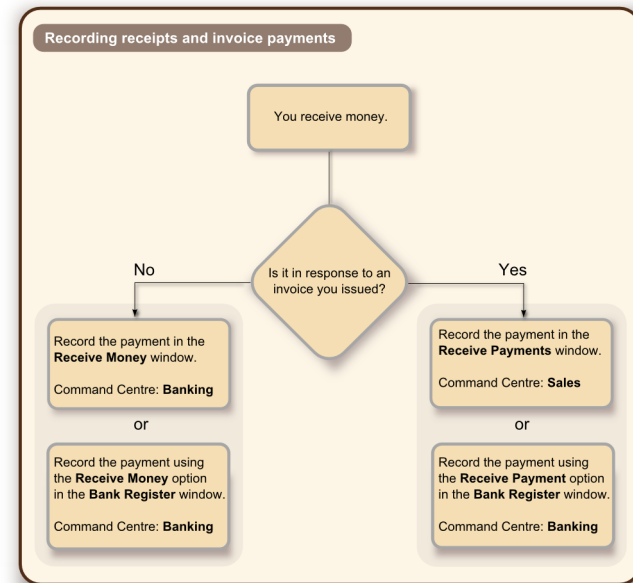 Recording receipts and invoice payments
You receive money.
Is it in response to an
invoice you issued?
No
Yes
Record the payment in the
Receive Money window.
Command Centre: Banking
or
Record the payment using
the Receive Money option
in the Bank Register window.
Command Centre: Banking
Record the payment in the
Receive Payments window.
Command Centre: Sales
or
Record the payment using
the Receive Payment option
in the Bank Register window.
Command Centre: Banking